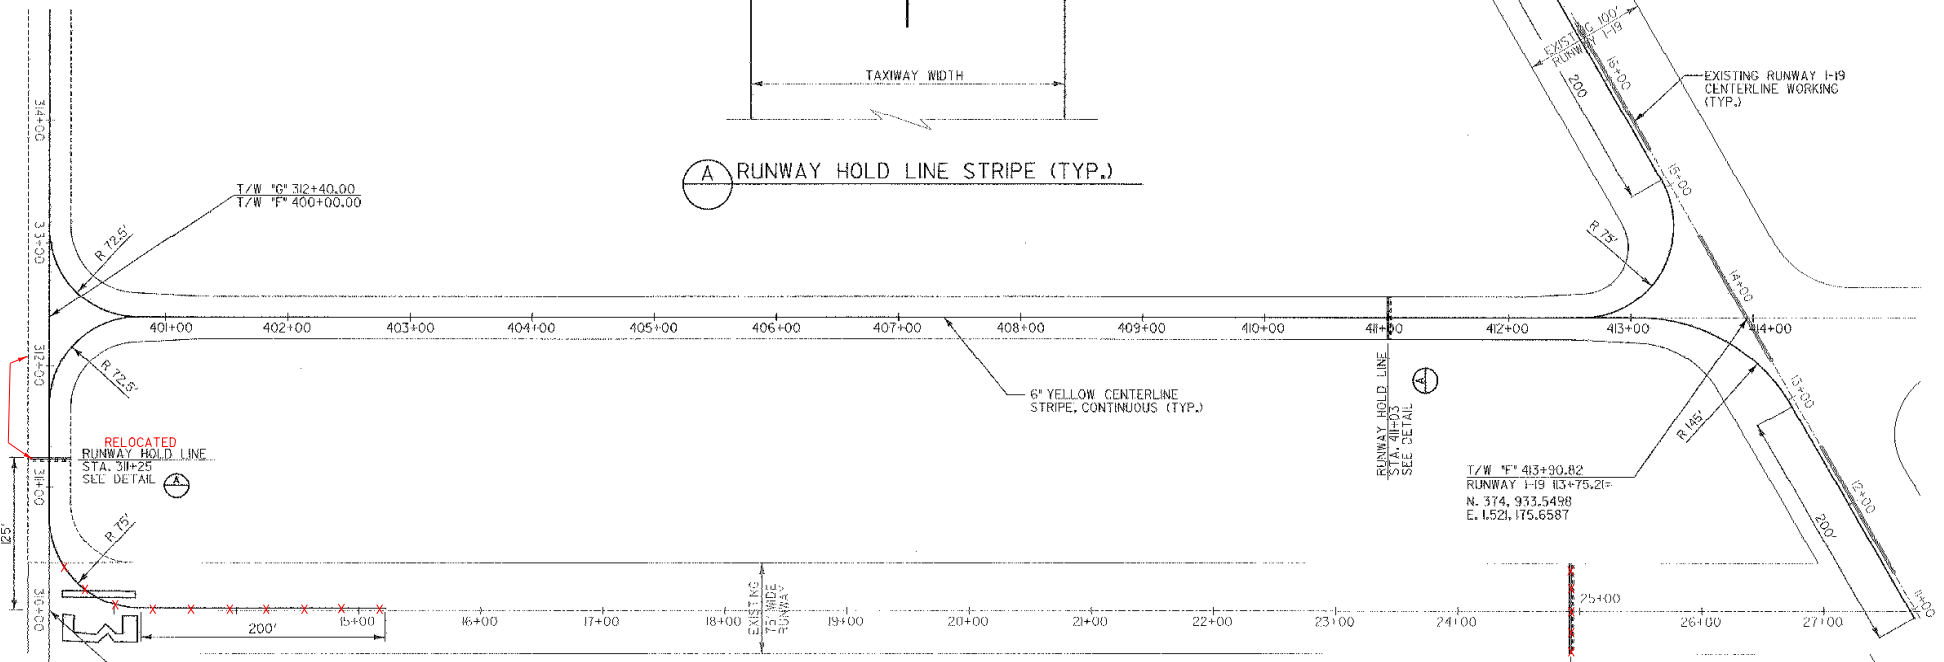 TAXIWAY WIDTH
A
RUNWAY HOLD LINE STRIPE (TYP.)
EXISTING 100'
RUNWAY 1-19
200'
EXISTING RUNWAY 1-19
CENTERLINE WORKING
(TYP.)
T/W "G" 312+40.00
T/W "F" 400+00.00
314+00
313+00
312+00
311+00
310+00
R 72.5'
R 72.5'
R 75'
R 75'
R 145'
401+00
402+00
403+00
404+00
405+00
406+00
407+00
408+00
409+00
410+00
411+00
412+00
413+00
414+00
15+00
14+00
13+00
12+00
11+00
6" YELLOW CENTERLINE
STRIPE, CONTINUOUS (TYP.)
RUNWAY HOLD LINE
STA. 411+03
SEE DETAIL
A
RELOCATED
RUNWAY HOLD LINE
STA. 311+25
SEE DETAIL
A
125'
T/W "F" 413+90.82
RUNWAY 1-19 113+75.21=
N. 374, 933.5498
E. 1,521, 175.6587
200'
200'
EXISTING
75' WIDE
RUNWAY
15+00
16+00
17+00
18+00
19+00
20+00
21+00
22+00
23+00
24+00
25+00
26+00
27+00